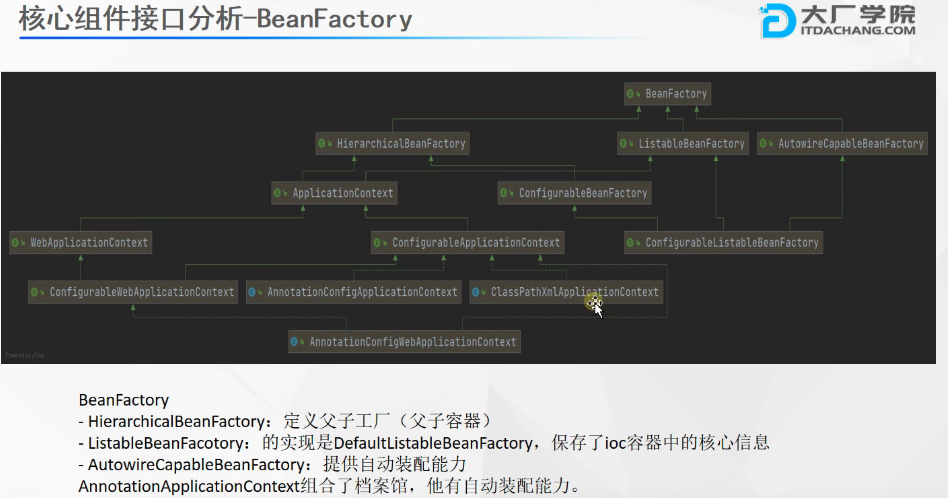 核心组件接口分析-BeanFactory
大厂学院
ITDACHANG.COM
BeanFactory
HierarchicalBeanFactory
ListableBeanFactory
AutowireCapableBeanFactory
ApplicationContext
ConfigurableBeanFactory
WebApplicationContext
ConfigurableApplicationContext
ConfigurableListableBeanFactory
ConfigurableWebApplicationContext
AnnotationConfigApplicationContext
ClassPathXmlApplicationContext
AnnotationConfigWebApplicationContext
Powered by yFiles
BeanFactory
- HierarchicalBeanFactory：定义父子工厂（父子容器）
- ListableBeanFacotory：的实现是DefaultListableBeanFactory，保存了ioc容器中的核心信息
- AutowireCapableBeanFactory：提供自动装配能力
AnnotationApplicationContext组合了档案馆，他有自动装配能力。